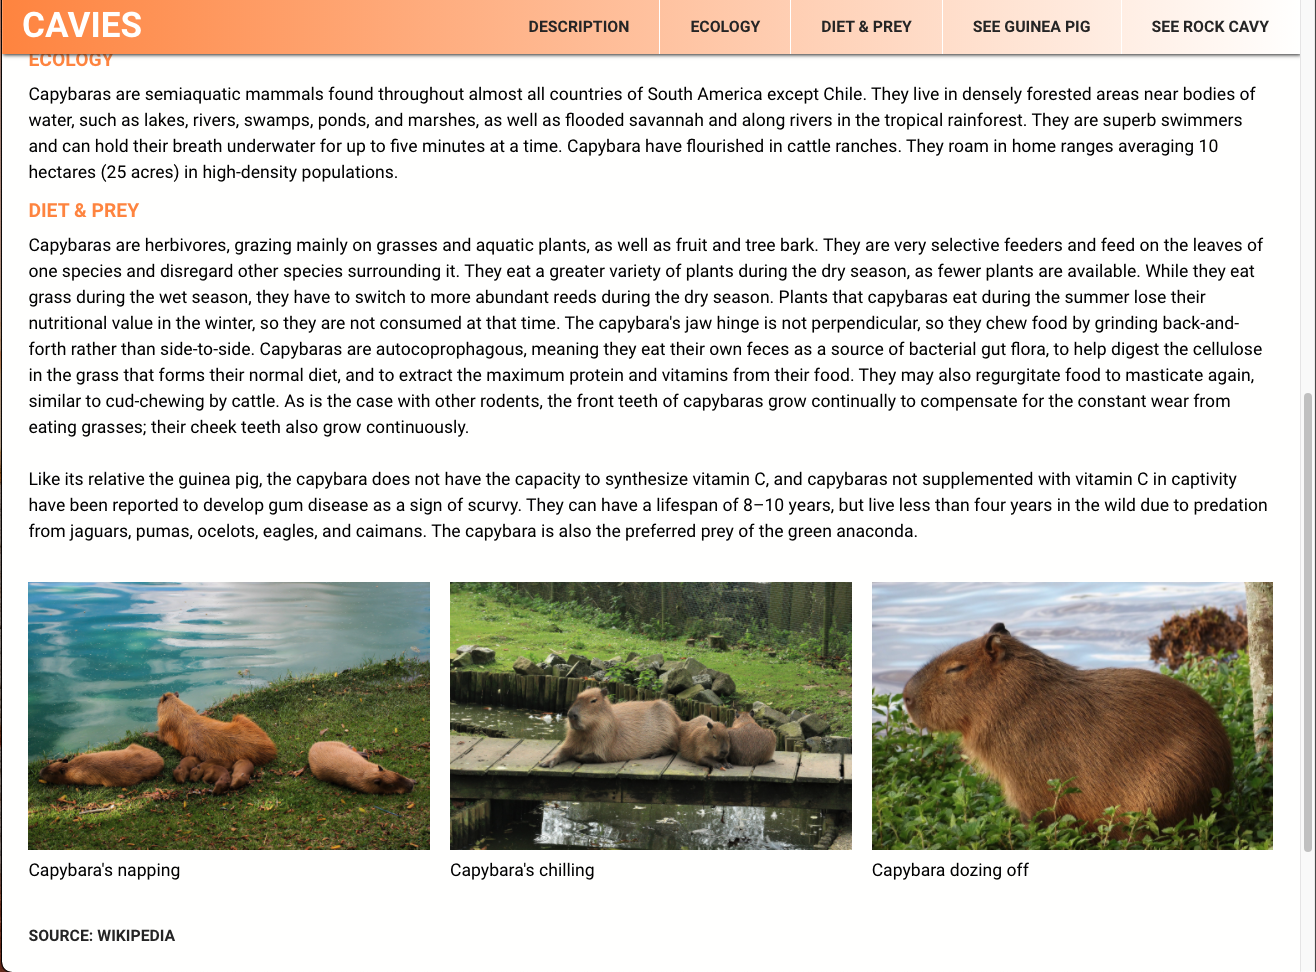 CAVIES
DESCRIPTION
ECOLOGY
DIET & PREY
SEE GUINEA PIG
SEE ROCK CAVY
ECOLOGY
Capybaras are semiaquatic mammals found throughout almost all countries of South America except Chile. They live in densely forested areas near bodies of
water, such as lakes, rivers, swamps, ponds, and marshes, as well as flooded savannah and along rivers in the tropical rainforest. They are superb swimmers
and can hold their breath underwater for up to five minutes at a time. Capybara have flourished in cattle ranches. They roam in home ranges averaging 10
hectares (25 acres) in high-density populations.
DIET & PREY
Capybaras are herbivores, grazing mainly on grasses and aquatic plants, as well as fruit and tree bark. They are very selective feeders and feed on the leaves of
one species and disregard other species surrounding it. They eat a greater variety of plants during the dry season, as fewer plants are available. While they eat
grass during the wet season, they have to switch to more abundant reeds during the dry season. Plants that capybaras eat during the summer lose their
nutritional value in the winter, so they are not consumed at that time. The capybara's jaw hinge is not perpendicular, so they chew food by grinding back-and-
forth rather than side-to-side. Capybaras are autocoprophagous, meaning they eat their own feces as a source of bacterial gut flora, to help digest the cellulose
in the grass that forms their normal diet, and to extract the maximum protein and vitamins from their food. They may also regurgitate food to masticate again,
similar to cud-chewing by cattle. As is the case with other rodents, the front teeth of capybaras grow continually to compensate for the constant wear from
eating grasses; their cheek teeth also grow continuously.
Like its relative the guinea pig, the capybara does not have the capacity to synthesize vitamin C, and capybaras not supplemented with vitamin C in captivity
have been reported to develop gum disease as a sign of scurvy. They can have a lifespan of 8–10 years, but live less than four years in the wild due to predation
from jaguars, pumas, ocelots, eagles, and caimans. The capybara is also the preferred prey of the green anaconda.
Capybara's napping
Capybara's chilling
Capybara dozing off
SOURCE: WIKIPEDIA